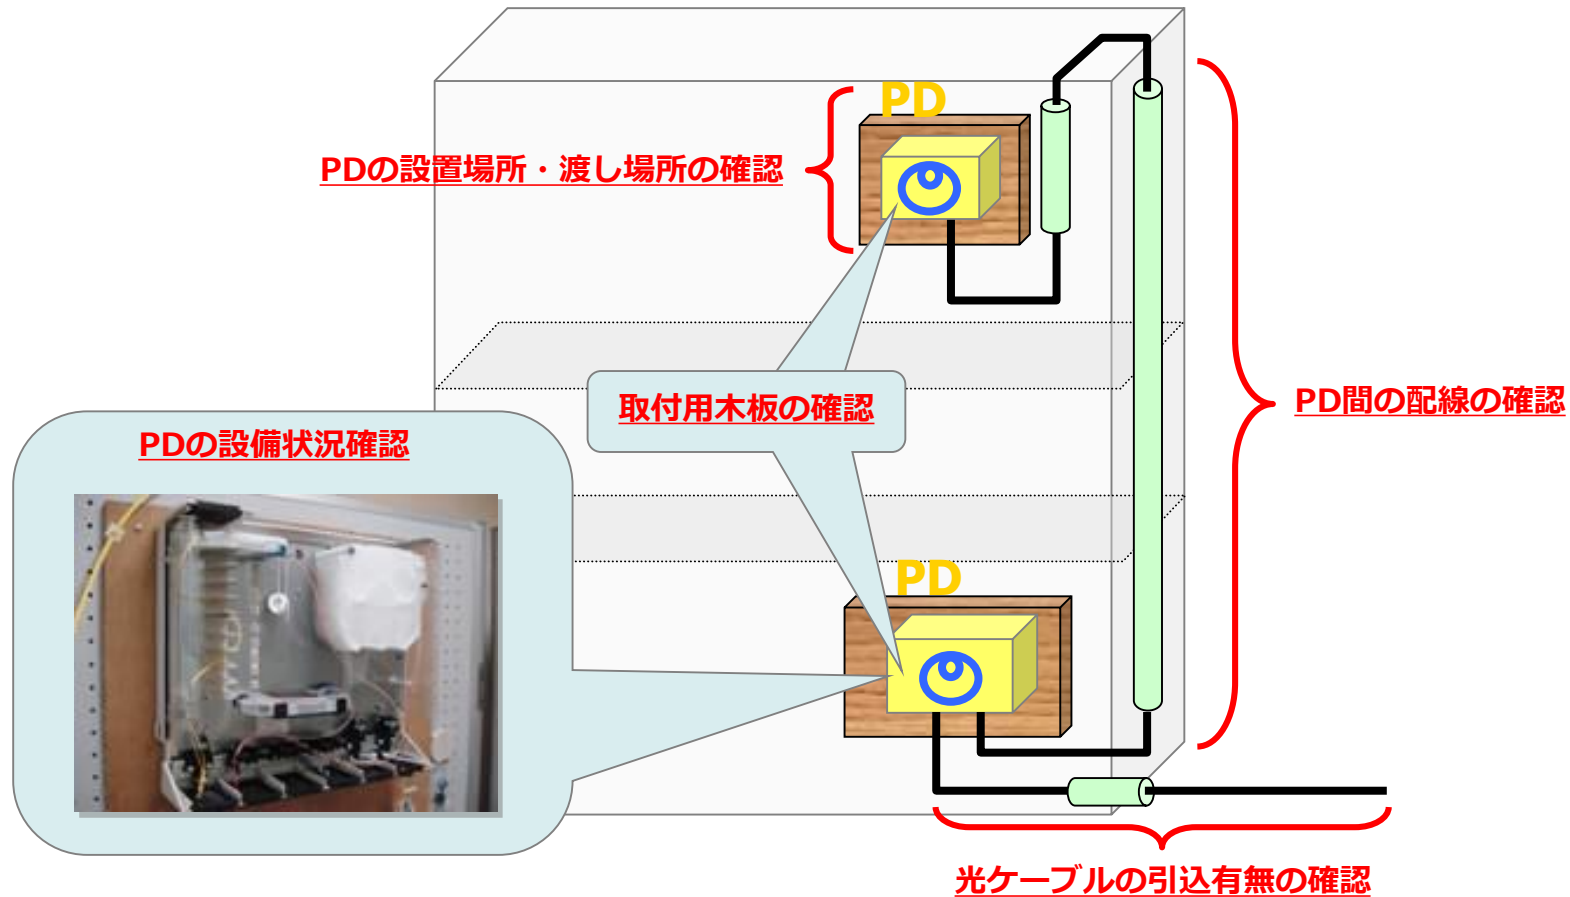 PD
PDの設置場所・渡し場所の確認
取付用木板の確認
PD間の配線の確認
PDの設備状況確認
PD
光ケーブルの引込有無の確認